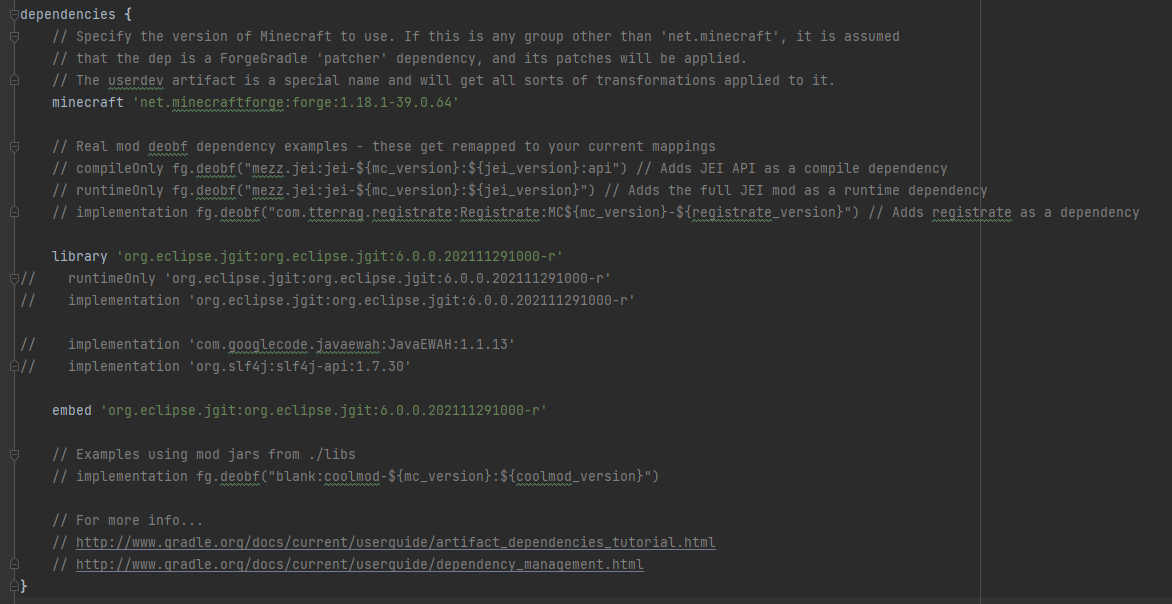 dependencies {
// Specify the version of Minecraft to use. If this is any group other than 'net.minecraft', it is assumed
// that the dep is a ForgeGradle 'patcher' dependency, and its patches will be applied.
// The userdev artifact is a special name and will get all sorts of transformations applied to it.
minecraft 'net.minecraftforge:forge:1.18.1-39.0.64'
// Real mod deobf dependency examples - these get remapped to your current mappings
// compileOnly fg.deobf("mezz.jei:jei-${mc_version}:${jei_version}:api") // Adds JEI API as a compile dependency
// runtimeOnly fg.deobf("mezz.jei:jei-${mc_version}:${jei_version}") // Adds the full JEI mod as a runtime dependency
// implementation fg.deobf("com.tterrag.registrate:Registrate:MC${mc_version}-${registrate_version}") // Adds registrate as a dependency
library 'org.eclipse.jgit:org.eclipse.jgit:6.0.0.202111291000-r'
//    runtimeOnly 'org.eclipse.jgit:org.eclipse.jgit:6.0.0.202111291000-r'
//    implementation 'org.eclipse.jgit:org.eclipse.jgit:6.0.0.202111291000-r'
//    implementation 'com.googlecode.javaewah:JavaEWAH:1.1.13'
//    implementation 'org.slf4j:slf4j-api:1.7.30'
embed 'org.eclipse.jgit:org.eclipse.jgit:6.0.0.202111291000-r'
// Examples using mod jars from ./libs
// implementation fg.deobf("blank:coolmod-${mc_version}:${coolmod_version}")
// For more info...
// http://www.gradle.org/docs/current/userguide/artifact_dependencies_tutorial.html
// http://www.gradle.org/docs/current/userguide/dependency_management.html
}